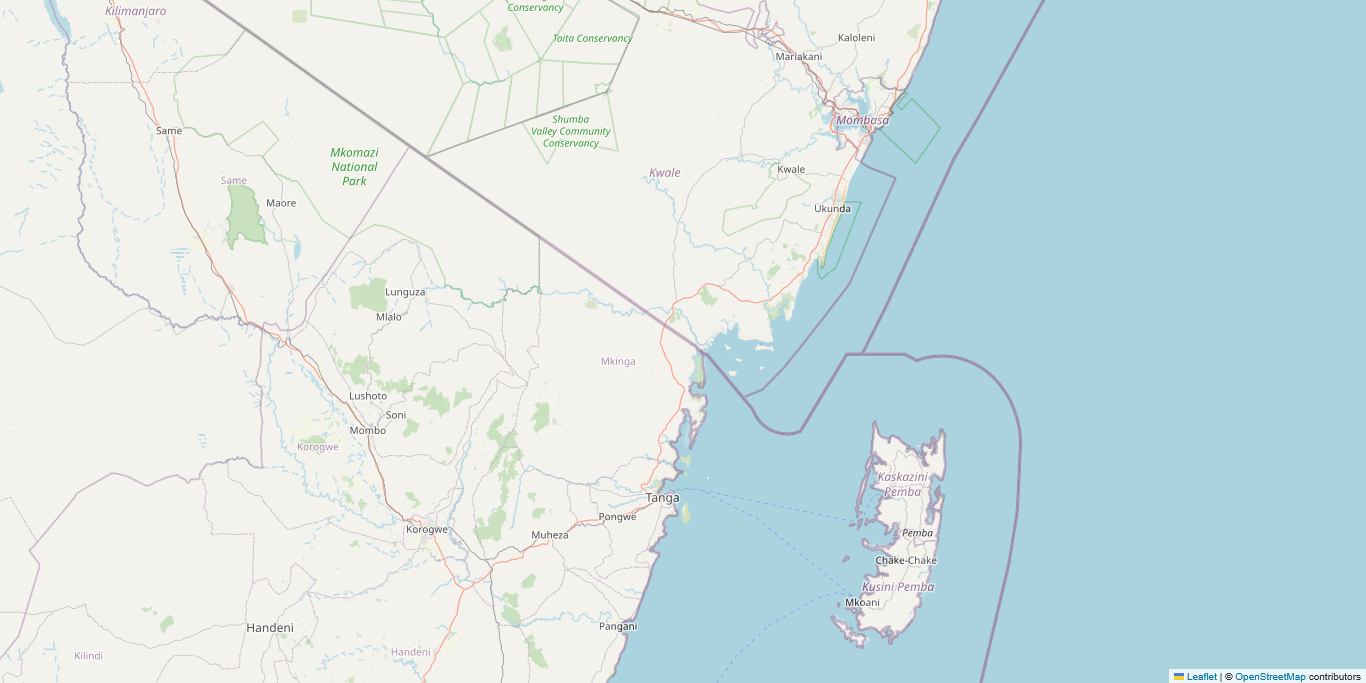 Kilimanjaro
Conservancy
Taita Conservancy
Kaloleni
Mariakani
Mombasa
Same
Shumba
Valley Community
Conservancy
Mkomazi
National
Park
Kwale
Kwale
Same
Maore
Ukunda
Lunguza
Mlalo
Mkinga
Lushoto
Soni
Mombo
Korogwe
Kaskazini
Pemba
Tanga
Pongwe
Korogwe
Muheza
Pemba
Chake-Chake
Kusini Pemba
Mkoani
Handeni
Pangani
Handeni
Kilindi
Leaflet | © OpenStreetMap contributors